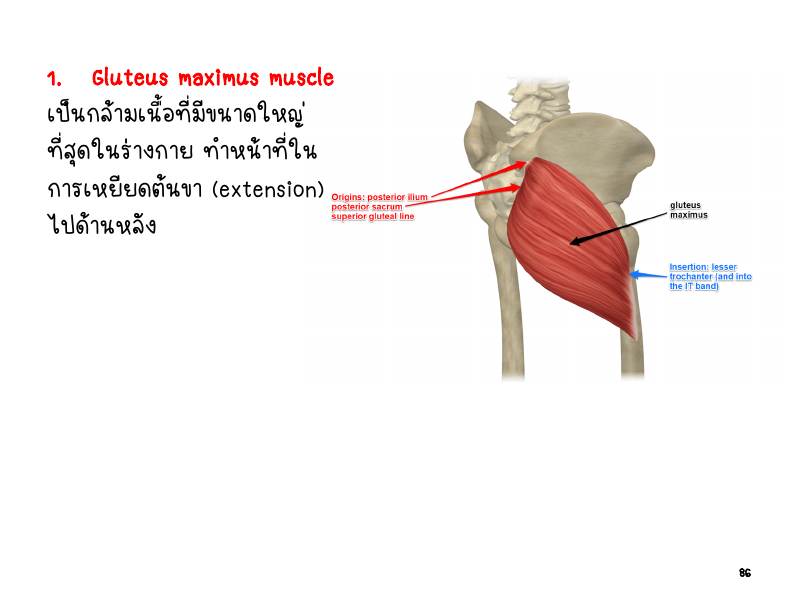 1. Gluteus maximus muscle
เป็นกล้ามเนื้อที่มีขนาดใหญ่
ที่สุดในร่างกาย ทำหน้าที่ใน
การเหยียดต้นขา (extension)
ไปด้านหลัง
Origins: posterior ilium
posterior sacrum
superior gluteal line
gluteus
maximus
Insertion: lesser
trochanter (and into
the IT band)
86